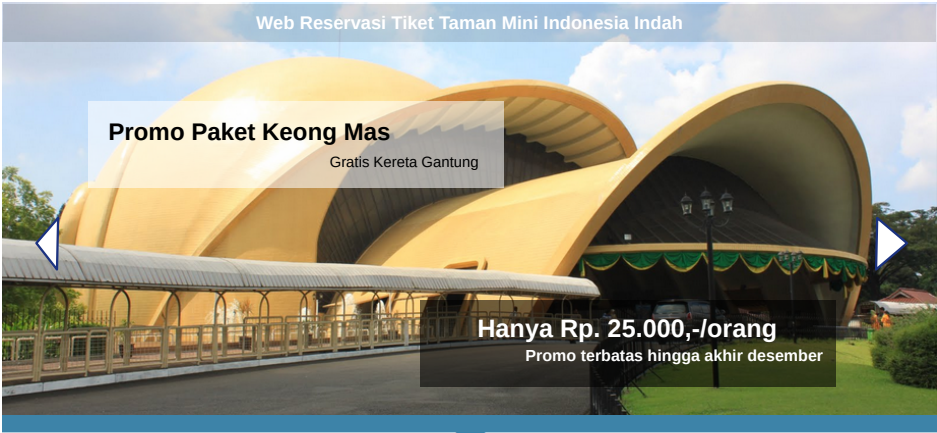 Web Reservasi Tiket Taman Mini Indonesia Indah
Promo Paket Keong Mas
Gratis Kereta Gantung
Hanya Rp. 25.000,-/orang
Promo terbatas hingga akhir desember